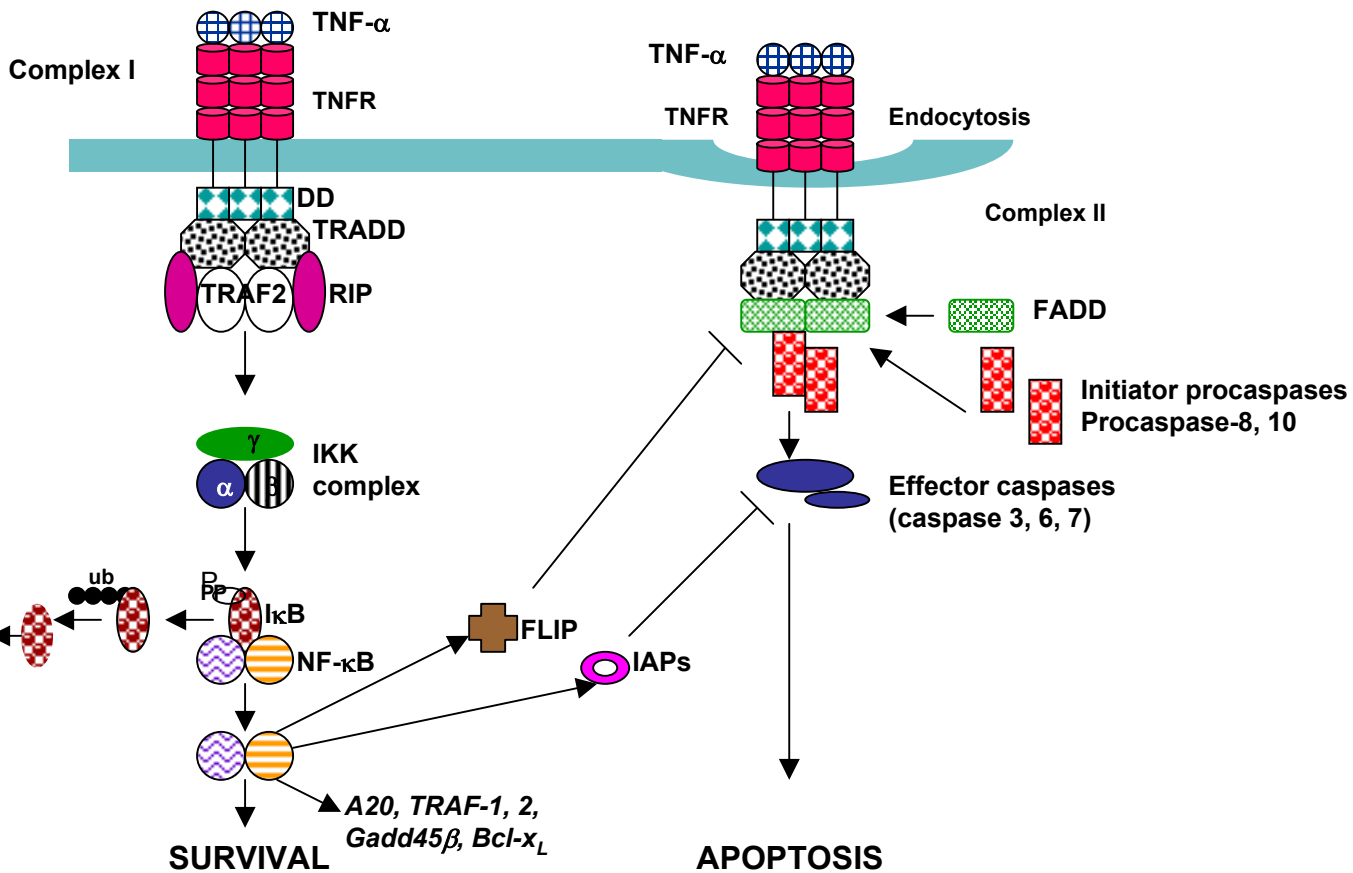 Complex I
TNF-α
TNFR
DD
TRADD
TRAF2
RIP
γ
α
β
IKK
complex
ub
P
PP
IκB
NF-κB
FLIP
IAPs
A20, TRAF-1, 2,
Gadd45β, Bcl-xL
SURVIVAL
TNF-α
TNFR
Endocytosis
Complex II
FADD
Initiator procaspases
Procaspase-8, 10
Effector caspases
(caspase 3, 6, 7)
APOPTOSIS